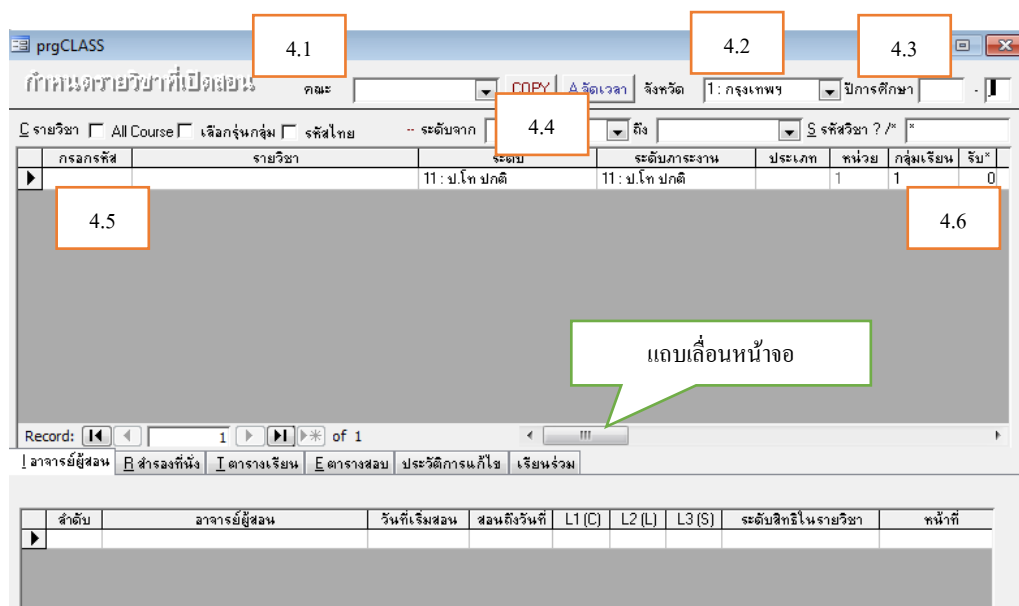 prgCLASS 4.1 4.2 4.3
กำหนดรายวิชาที่เปิดสอน คณะ COPY A จัดเวลา จังหวัด 1 : กรุงเทพฯ ปีการศึกษา -
C รายวิชา All Course เลือกรุ่นกลุ่ม รหัสไทย -- ระดับจาก 4.4 ถึง S รหัสวิชา ? /* *
กรอกรหัส รายวิชา ระดับ ระดับภาระงาน ประเภท หน่วย กลุ่มเรียน รับ*
11 : ป.โท ปกติ 11 : ป.โท ปกติ 1 1 0
4.5 4.6
แถบเลื่อนหน้าจอ
Record: 1 of 1
I อาจารย์ผู้สอน R สำรองที่นั่ง T ตารางเรียน E ตารางสอบ ประวัติการแก้ไข เรียนร่วม
ลำดับ อาจารย์ผู้สอน วันที่เริ่มสอน สอนถึงวันที่ L1 (C) L2 (L) L3 (S) ระดับสิทธิในรายวิชา หน้าที่